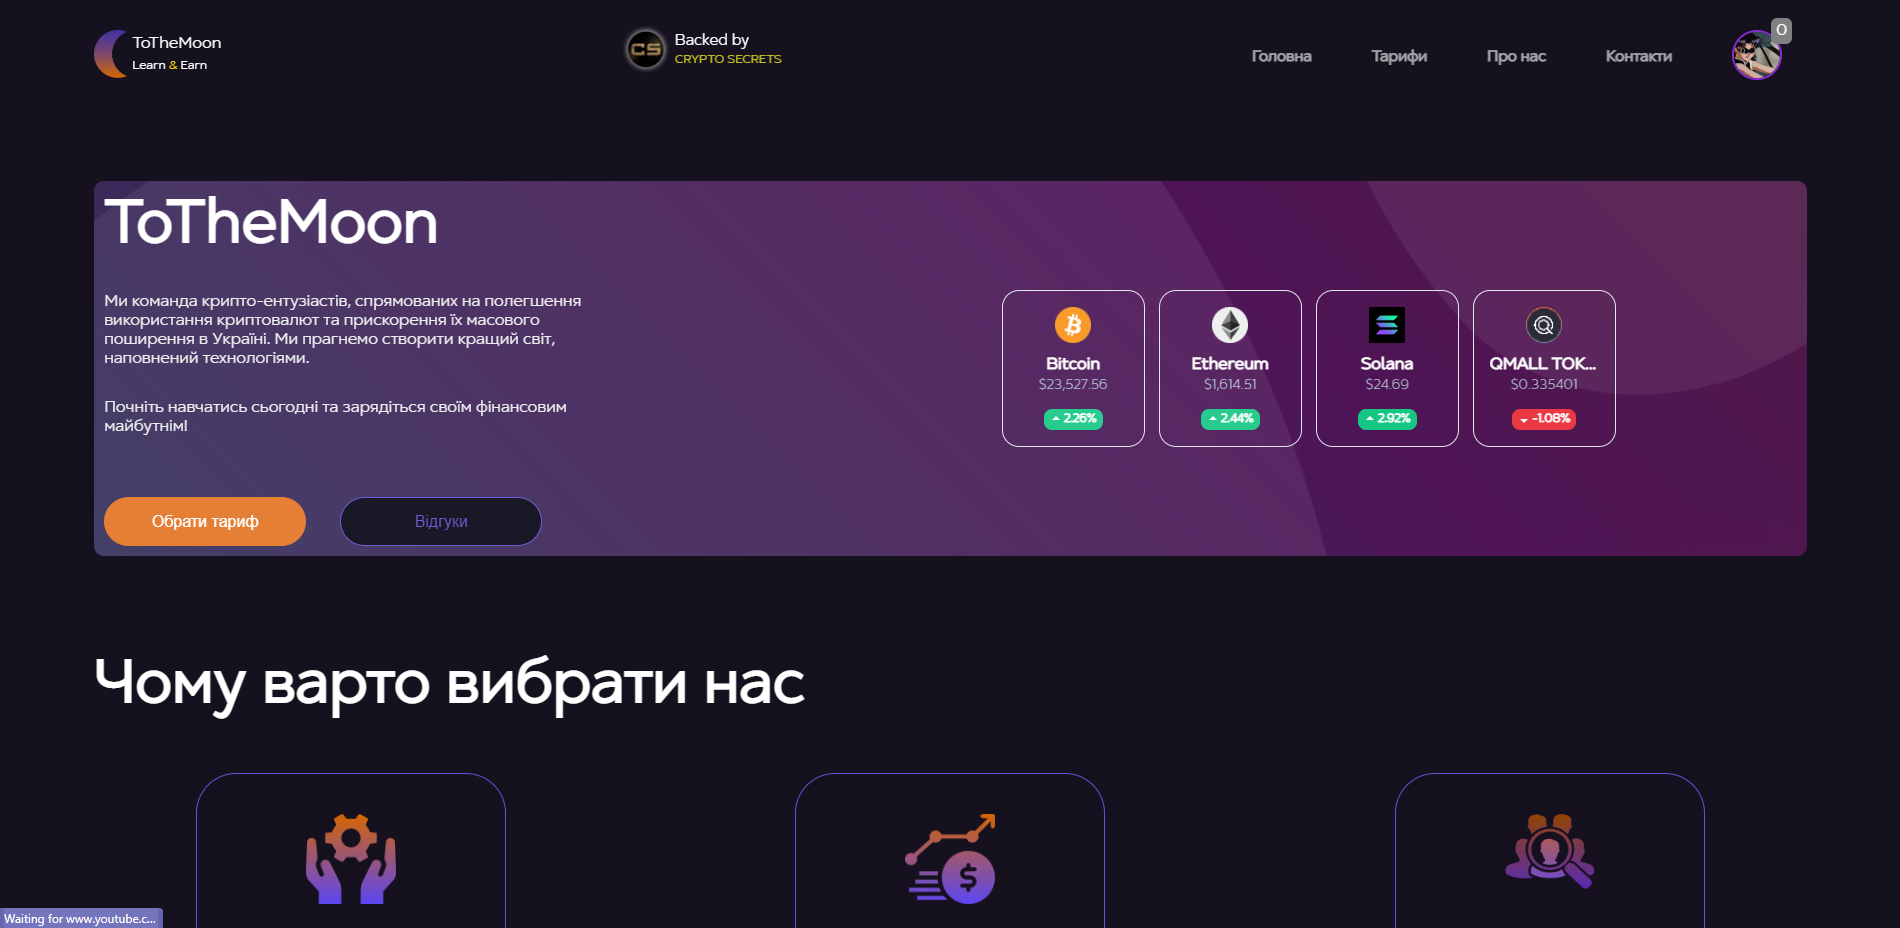 ToTheMoon
Learn & Earn
CS
Backed by
CRYPTO SECRETS
Головна
Тарифи
Про нас
Контакти
0
ToTheMoon
Ми команда крипто-ентузіастів, спрямованих на полегшення
використання криптовалют та прискорення їх масового
поширення в Україні. Ми прагнемо створити кращий світ,
наповнений технологіями.
Почніть навчатись сьогодні та зарядіться своїм фінансовим
майбутнім!
Обрати тариф
Відгуки
Bitcoin
$23,527.56
2.26%
Ethereum
$1,614.51
2.44%
Solana
$24.69
2.92%
QMALL TOK...
$0.335401
-1.08%
Чому варто вибрати нас
$
Waiting for www.youtube.c...